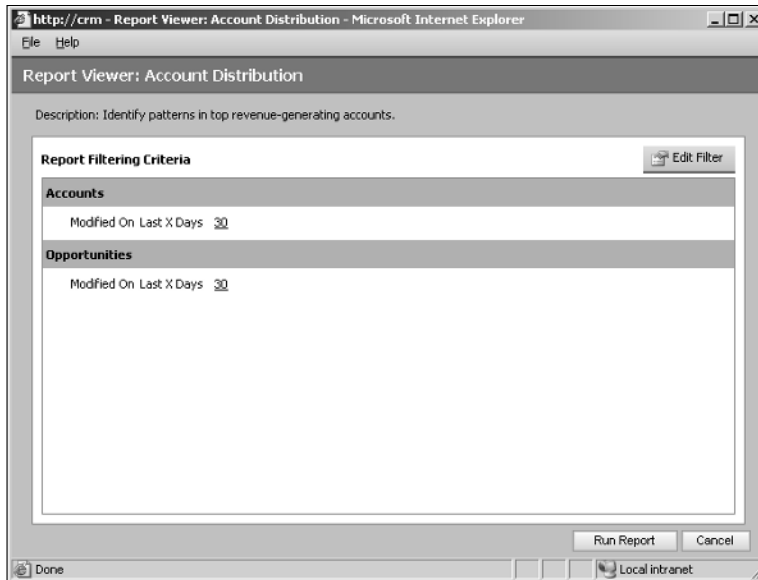 http://crm - Report Viewer: Account Distribution - Microsoft Internet Explorer
File Help
Report Viewer: Account Distribution
Description: Identify patterns in top revenue-generating accounts.
Report Filtering Criteria
Edit Filter
Accounts
Modified On Last X Days 30
Opportunities
Modified On Last X Days 30
Run Report Cancel
Done Local intranet